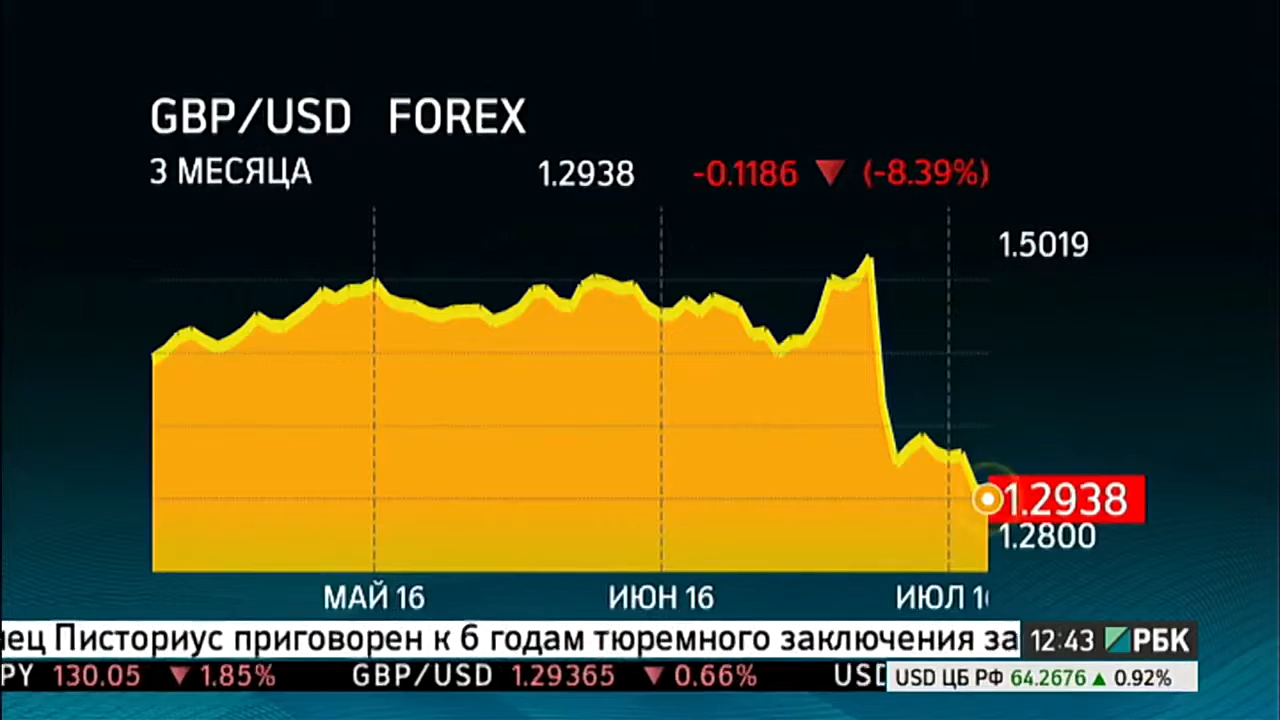 GBP/USD FOREX
3 МЕСЯЦА 1.2938 -0.1186 ▼ (-8.39%)
1.5019
1.2938
1.2800
МАЙ 16 ИЮН 16 ИЮЛ 16
Писториус приговорен к 6 годам тюремного заключения за 12:43 РБК
PY 130.05 ▼ 1.85% GBP/USD 1.29365 ▼ 0.66% USD USD ЦБ РФ 64.2676 ▲ 0.92%